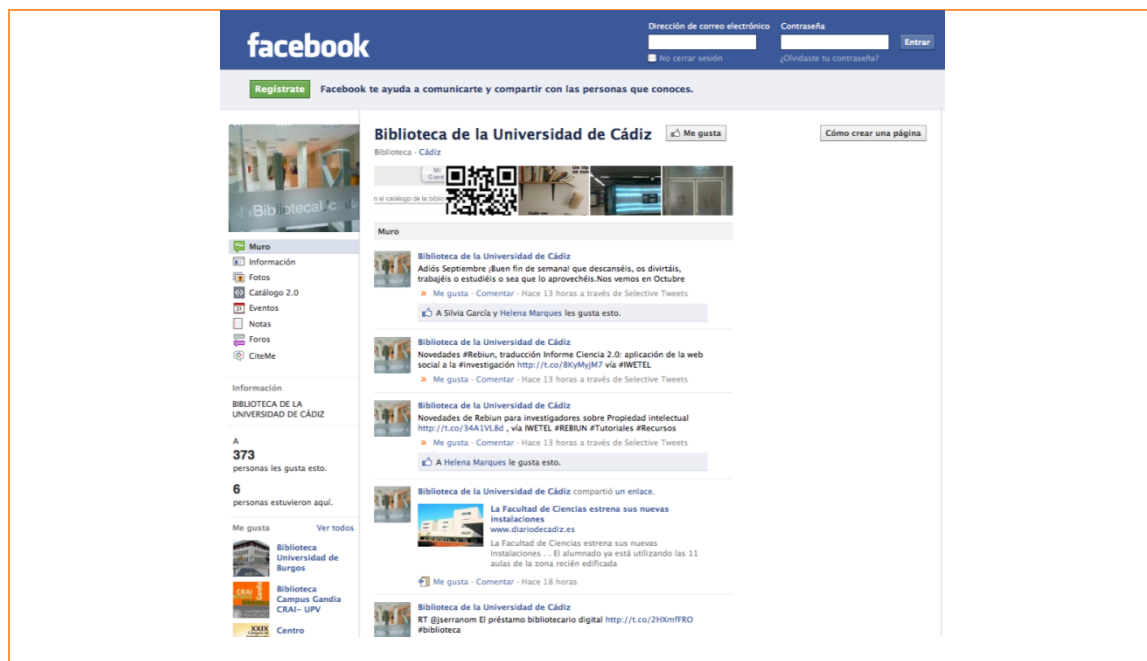 Dirección de correo electrónico
Contraseña
facebook
Entrar
No cerrar sesión
¿Olvidaste tu contraseña?
Regístrate
Facebook te ayuda a comunicarte y compartir con las personas que conoces.
Biblioteca de la Universidad de Cádiz
Me gusta
Cómo crear una página
Biblioteca · Cádiz
Mi
n el catálogo de la biblio
Muro
Muro
Información
Fotos
Catálogo 2.0
Eventos
Notas
Foros
CiteMe
Información
BIBLIOTECA DE LA
UNIVERSIDAD DE CÁDIZ
A
373
personas les gusta esto.
6
personas estuvieron aquí.
Me gusta
Ver todos
Biblioteca
Universidad de
Burgos
CRAI
Biblioteca
Campus Gandia
CRAI- UPV
XXIX
Centro
Biblioteca de la Universidad de Cádiz
Adiós Septiembre ¡Buen fin de semana! que descanséis, os divirtáis,
trabajéis o estudiéis o sea que lo aprovechéis.Nos vemos en Octubre
Me gusta · Comentar · Hace 13 horas a través de Selective Tweets
A Silvia García y Helena Marques les gusta esto.
Biblioteca de la Universidad de Cádiz
Novedades #Rebiun, traducción Informe Ciencia 2.0: aplicación de la web
social a la #investigación http://t.co/8KyMyjM7 vía #IWETEL
Me gusta · Comentar · Hace 13 horas a través de Selective Tweets
Biblioteca de la Universidad de Cádiz
Novedades de Rebiun para investigadores sobre Propiedad intelectual
http://t.co/34A1VL8d , vía IWETEL #REBIUN #Tutoriales #Recursos
Me gusta · Comentar · Hace 13 horas a través de Selective Tweets
A Helena Marques le gusta esto.
Biblioteca de la Universidad de Cádiz compartió un enlace.
La Facultad de Ciencias estrena sus nuevas
instalaciones
www.diariodecadiz.es
La Facultad de Ciencias estrena sus nuevas
instalaciones . . El alumnado ya está utilizando las 11
aulas de la zona recién edificada
Me gusta · Comentar · Hace 18 horas
Biblioteca de la Universidad de Cádiz
RT @jserranom El préstamo bibliotecario digital http://t.co/2HXmfFRO
#biblioteca